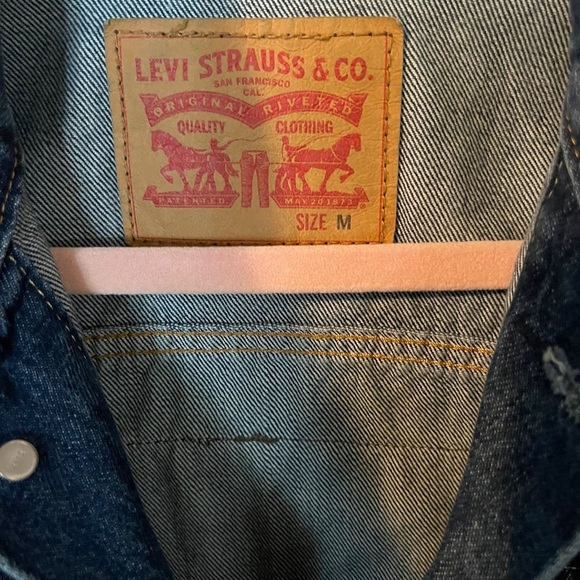 LEVI STRAUSS & CO.
SAN FRANCISCO
CAL.
ORIGINAL RIVETED
QUALITY CLOTHING
PATENTED MAY 20 1873
SIZE M